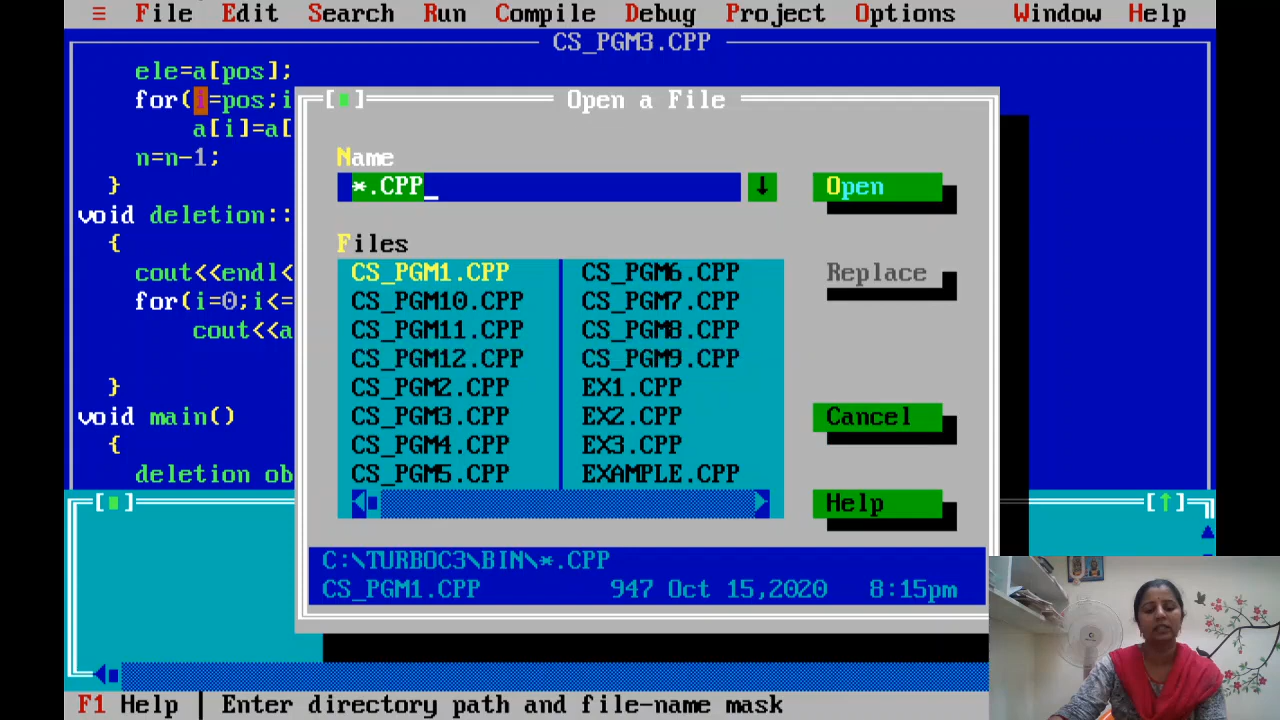 ≡ File Edit Search Run Compile Debug Project Options Window Help
CS_PGM3.CPP
ele=a[pos];
for(i=pos;i
a[i]=a[
n=n-1;
}
void deletion::
{
cout<<endl<
for(i=0;i<=
cout<<a
}
void main()
{
deletion ob
Open a File
Name
*.CPP_
Open
Files
Replace
CS_PGM1.CPP CS_PGM6.CPP
CS_PGM10.CPP CS_PGM7.CPP
CS_PGM11.CPP CS_PGM8.CPP
CS_PGM12.CPP CS_PGM9.CPP
CS_PGM2.CPP EX1.CPP
CS_PGM3.CPP EX2.CPP
CS_PGM4.CPP EX3.CPP
CS_PGM5.CPP EXAMPLE.CPP
Cancel
Help
C:\TURBOC3\BIN\*.CPP
CS_PGM1.CPP 947 Oct 15,2020 8:15pm
F1 Help | Enter directory path and file-name mask